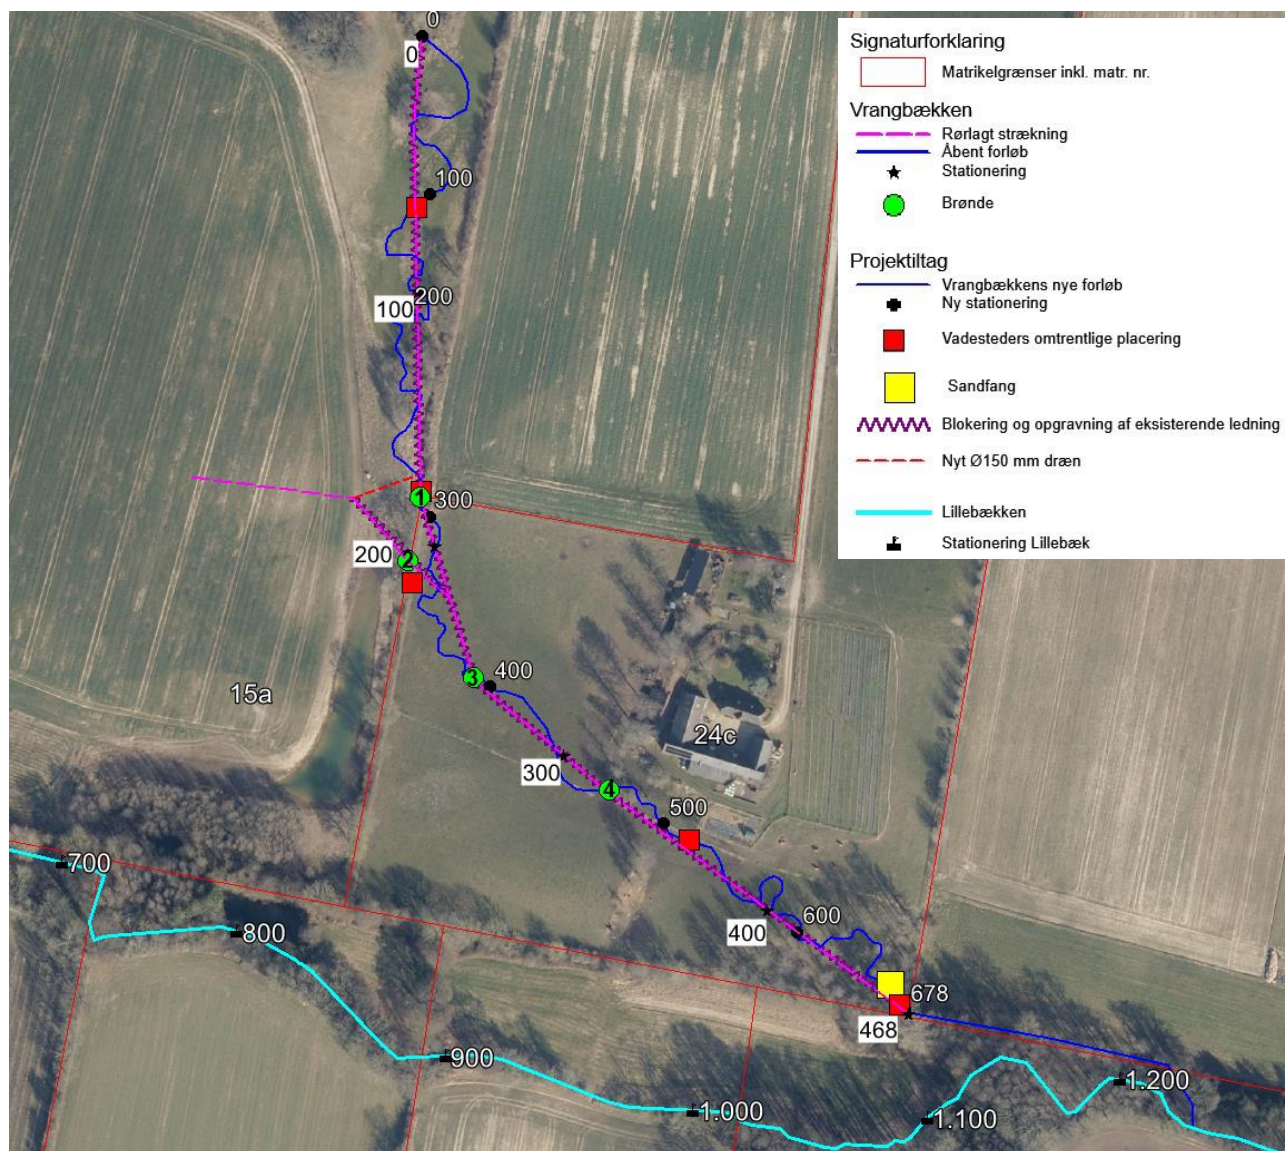 0
0
100
200
100
1
300
200
2
3
400
15a
24c
300
4
500
400
600
678
468
700
800
900
1.000
1.100
1.200
Signaturforklaring
Matrikelgrænser inkl. matr. nr.
Vrangbækken
Rørlagt strækning
Åbent forløb
Stationering
Brønde
Projektiltag
Vrangbækkens nye forløb
Ny stationering
Vadesteders omtrentlige placering
Sandfang
Blokering og opgravning af eksisterende ledning
Nyt Ø150 mm dræn
Lillebækken
Stationering Lillebæk